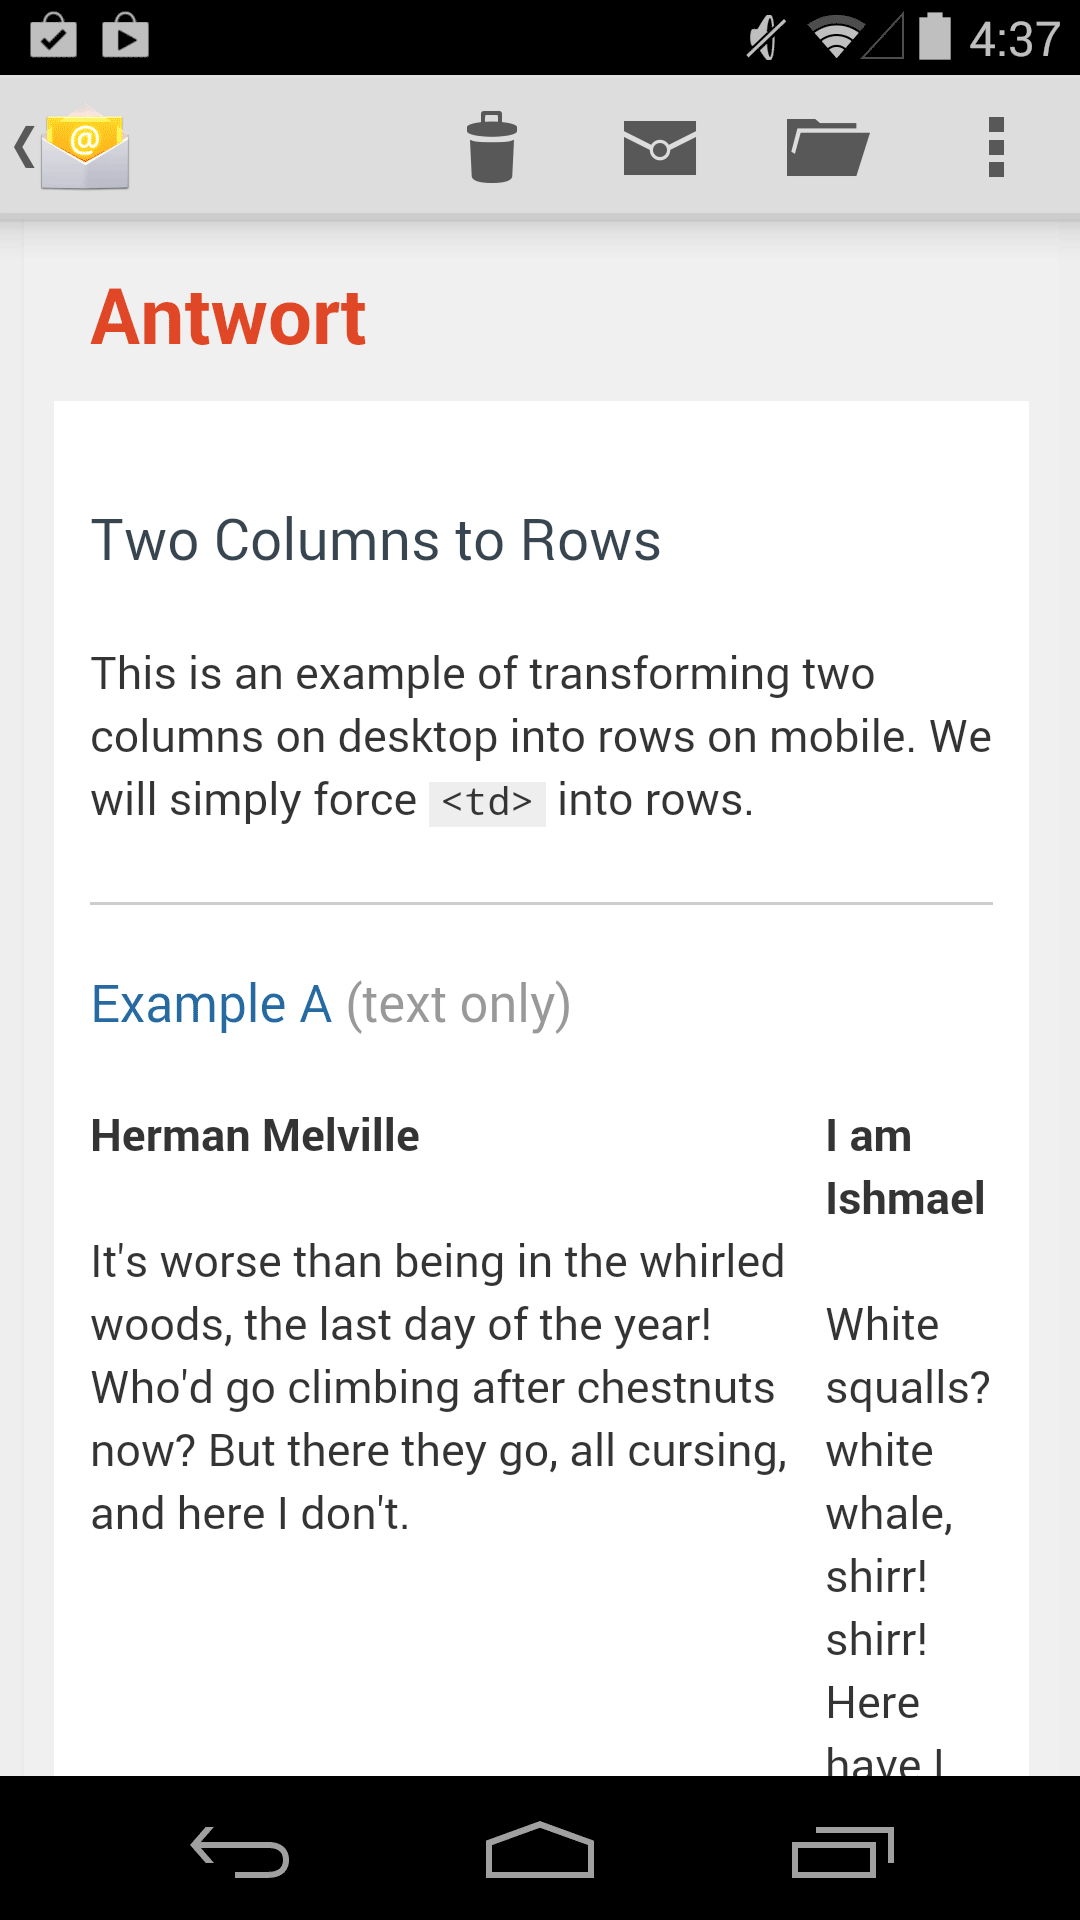 4:37
@
Antwort
Two Columns to Rows
This is an example of transforming two
columns on desktop into rows on mobile. We
will simply force <td> into rows.
Example A (text only)
Herman Melville
It's worse than being in the whirled
woods, the last day of the year!
Who'd go climbing after chestnuts
now? But there they go, all cursing,
and here I don't.
I am
Ishmael
White
squalls?
white
whale,
shirr!
shirr!
Here
have I